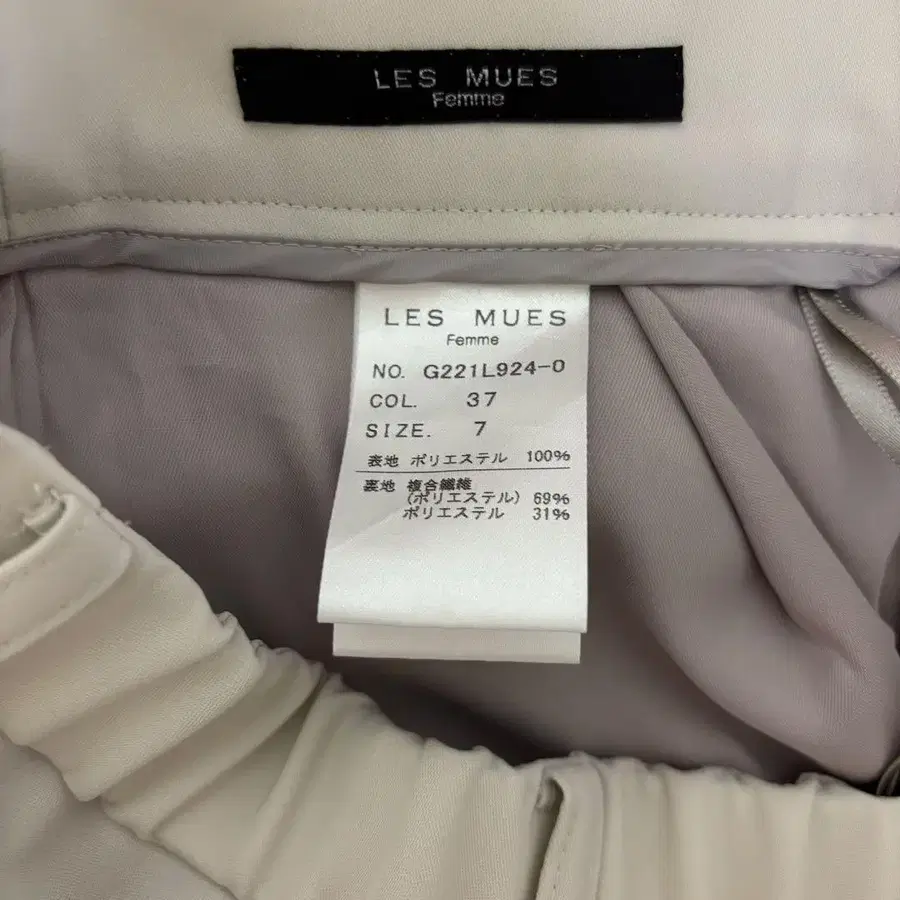 LES MUES
Femme
LES MUES
Femme
NO. G221L924-0
COL. 37
SIZE. 7
表地 ポリエステル 100%
裏地 複合繊維
(ポリエステル) 69%
ポリエステル 31%